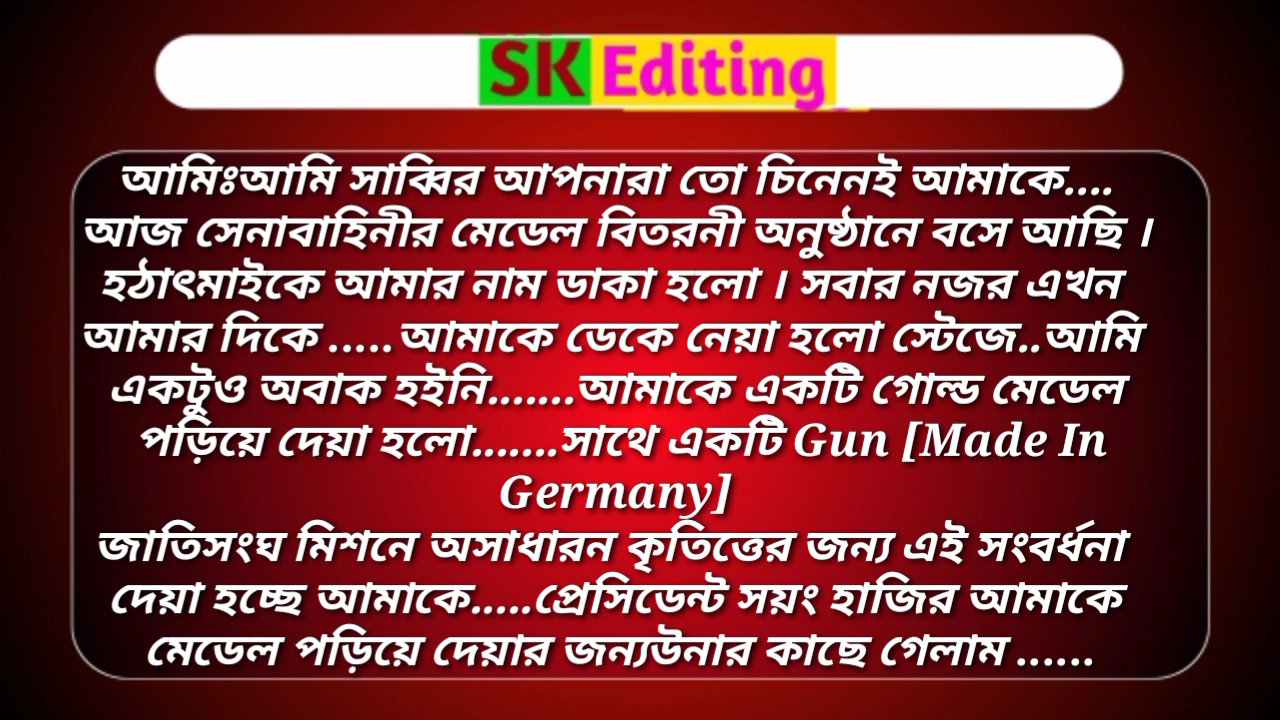 SK Editing
আমিঃআমি সাব্বির আপনারা তো চিনেনই আমাকে....
আজ সেনাবাহিনীর মেডেল বিতরনী অনুষ্ঠানে বসে আছি ।
হঠাৎমাইকে আমার নাম ডাকা হলো । সবার নজর এখন
আমার দিকে .....আমাকে ডেকে নেয়া হলো স্টেজে..আমি
একটুও অবাক হইনি.......আমাকে একটি গোল্ড মেডেল
পড়িয়ে দেয়া হলো.......সাথে একটি Gun [Made In
Germany]
জাতিসংঘ মিশনে অসাধারন কৃতিত্তের জন্য এই সংবর্ধনা
দেয়া হচ্ছে আমাকে.....প্রেসিডেন্ট সয়ং হাজির আমাকে
মেডেল পড়িয়ে দেয়ার জন্যউনার কাছে গেলাম ......